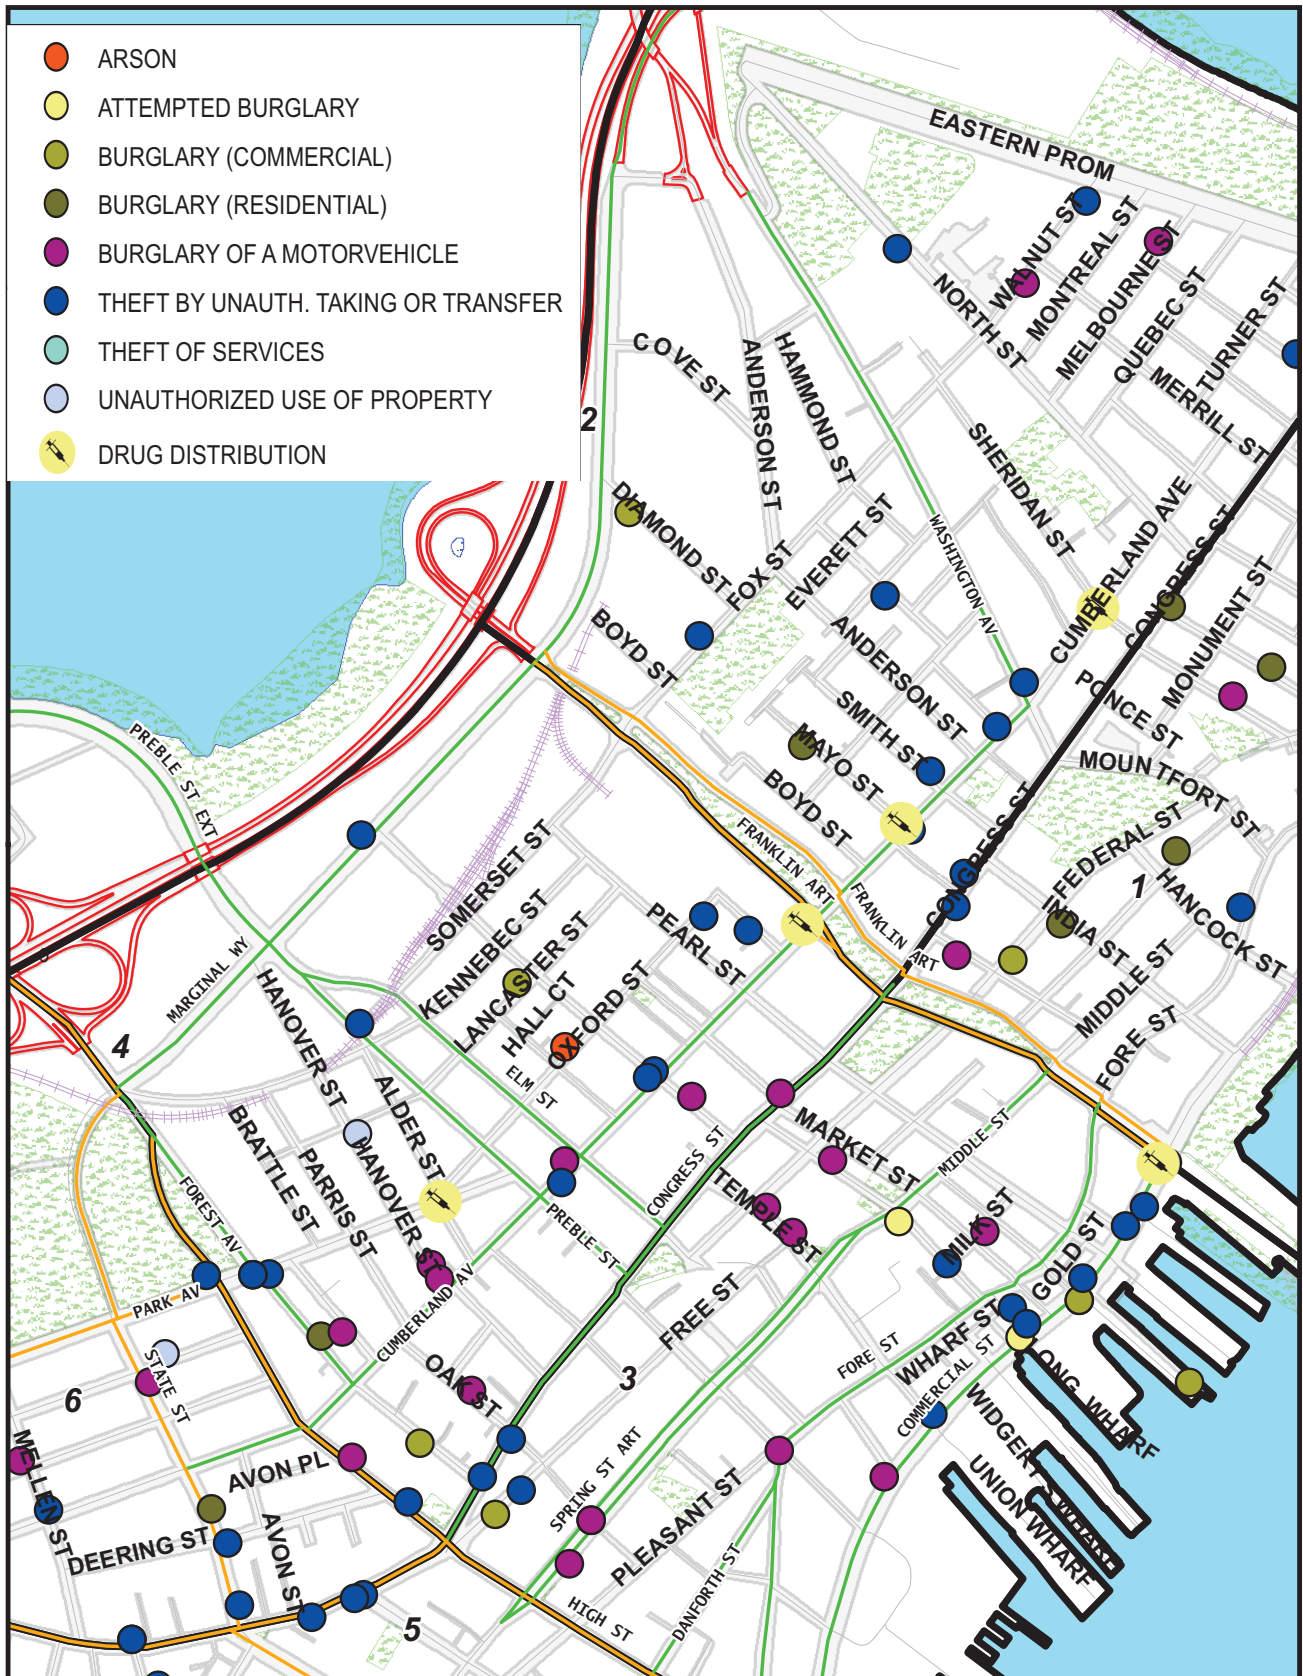 ARSON
ATTEMPTED BURGLARY
BURGLARY (COMMERCIAL)
BURGLARY (RESIDENTIAL)
BURGLARY OF A MOTORVEHICLE
THEFT BY UNAUTH. TAKING OR TRANSFER
THEFT OF SERVICES
UNAUTHORIZED USE OF PROPERTY
DRUG DISTRIBUTION
EASTERN PROM
WALNUT ST
MONTREAL ST
MELBOURNE ST
QUEBEC ST
TURNER ST
NORTH ST
MERRILL ST
COVE ST
ANDERSON ST
HAMMOND ST
2
SHERIDAN ST
DIAMOND ST
FOX ST
EVERETT ST
WASHINGTON AV
CUMBERLAND AVE
CONGRESS ST
MONUMENT ST
BOYD ST
ANDERSON ST
PONCE ST
SMITH ST
MAYO ST
MOUNTFORT ST
PREBLE ST EXT
BOYD ST
CONGRESS ST
FEDERAL ST
SOMERSET ST
FRANKLIN ART
FRANKLIN ART
1
HANCOCK ST
INDIA ST
KENNEBEC ST
LANCASTER ST
PEARL ST
MIDDLE ST
MARGINAL WY
HANOVER ST
HALL CT
OXFORD ST
FORE ST
4
ELM ST
ALDER ST
BRATTLE ST
PARRIS ST
HANOVER ST
CONGRESS ST
MARKET ST
MIDDLE ST
FOREST AV
PREBLE ST
TEMPLE ST
MILK ST
GOLD ST
PARK AV
CUMBERLAND AV
FREE ST
WHARF ST
FORE ST
STATE ST
OAK ST
3
COMMERCIAL ST
LONG WHARF
6
WIDGERY'S WHARF
UNION WHARF
MELLEN ST
AVON PL
SPRING ST ART
PLEASANT ST
DEERING ST
AVON ST
DANFORTH ST
HIGH ST
5